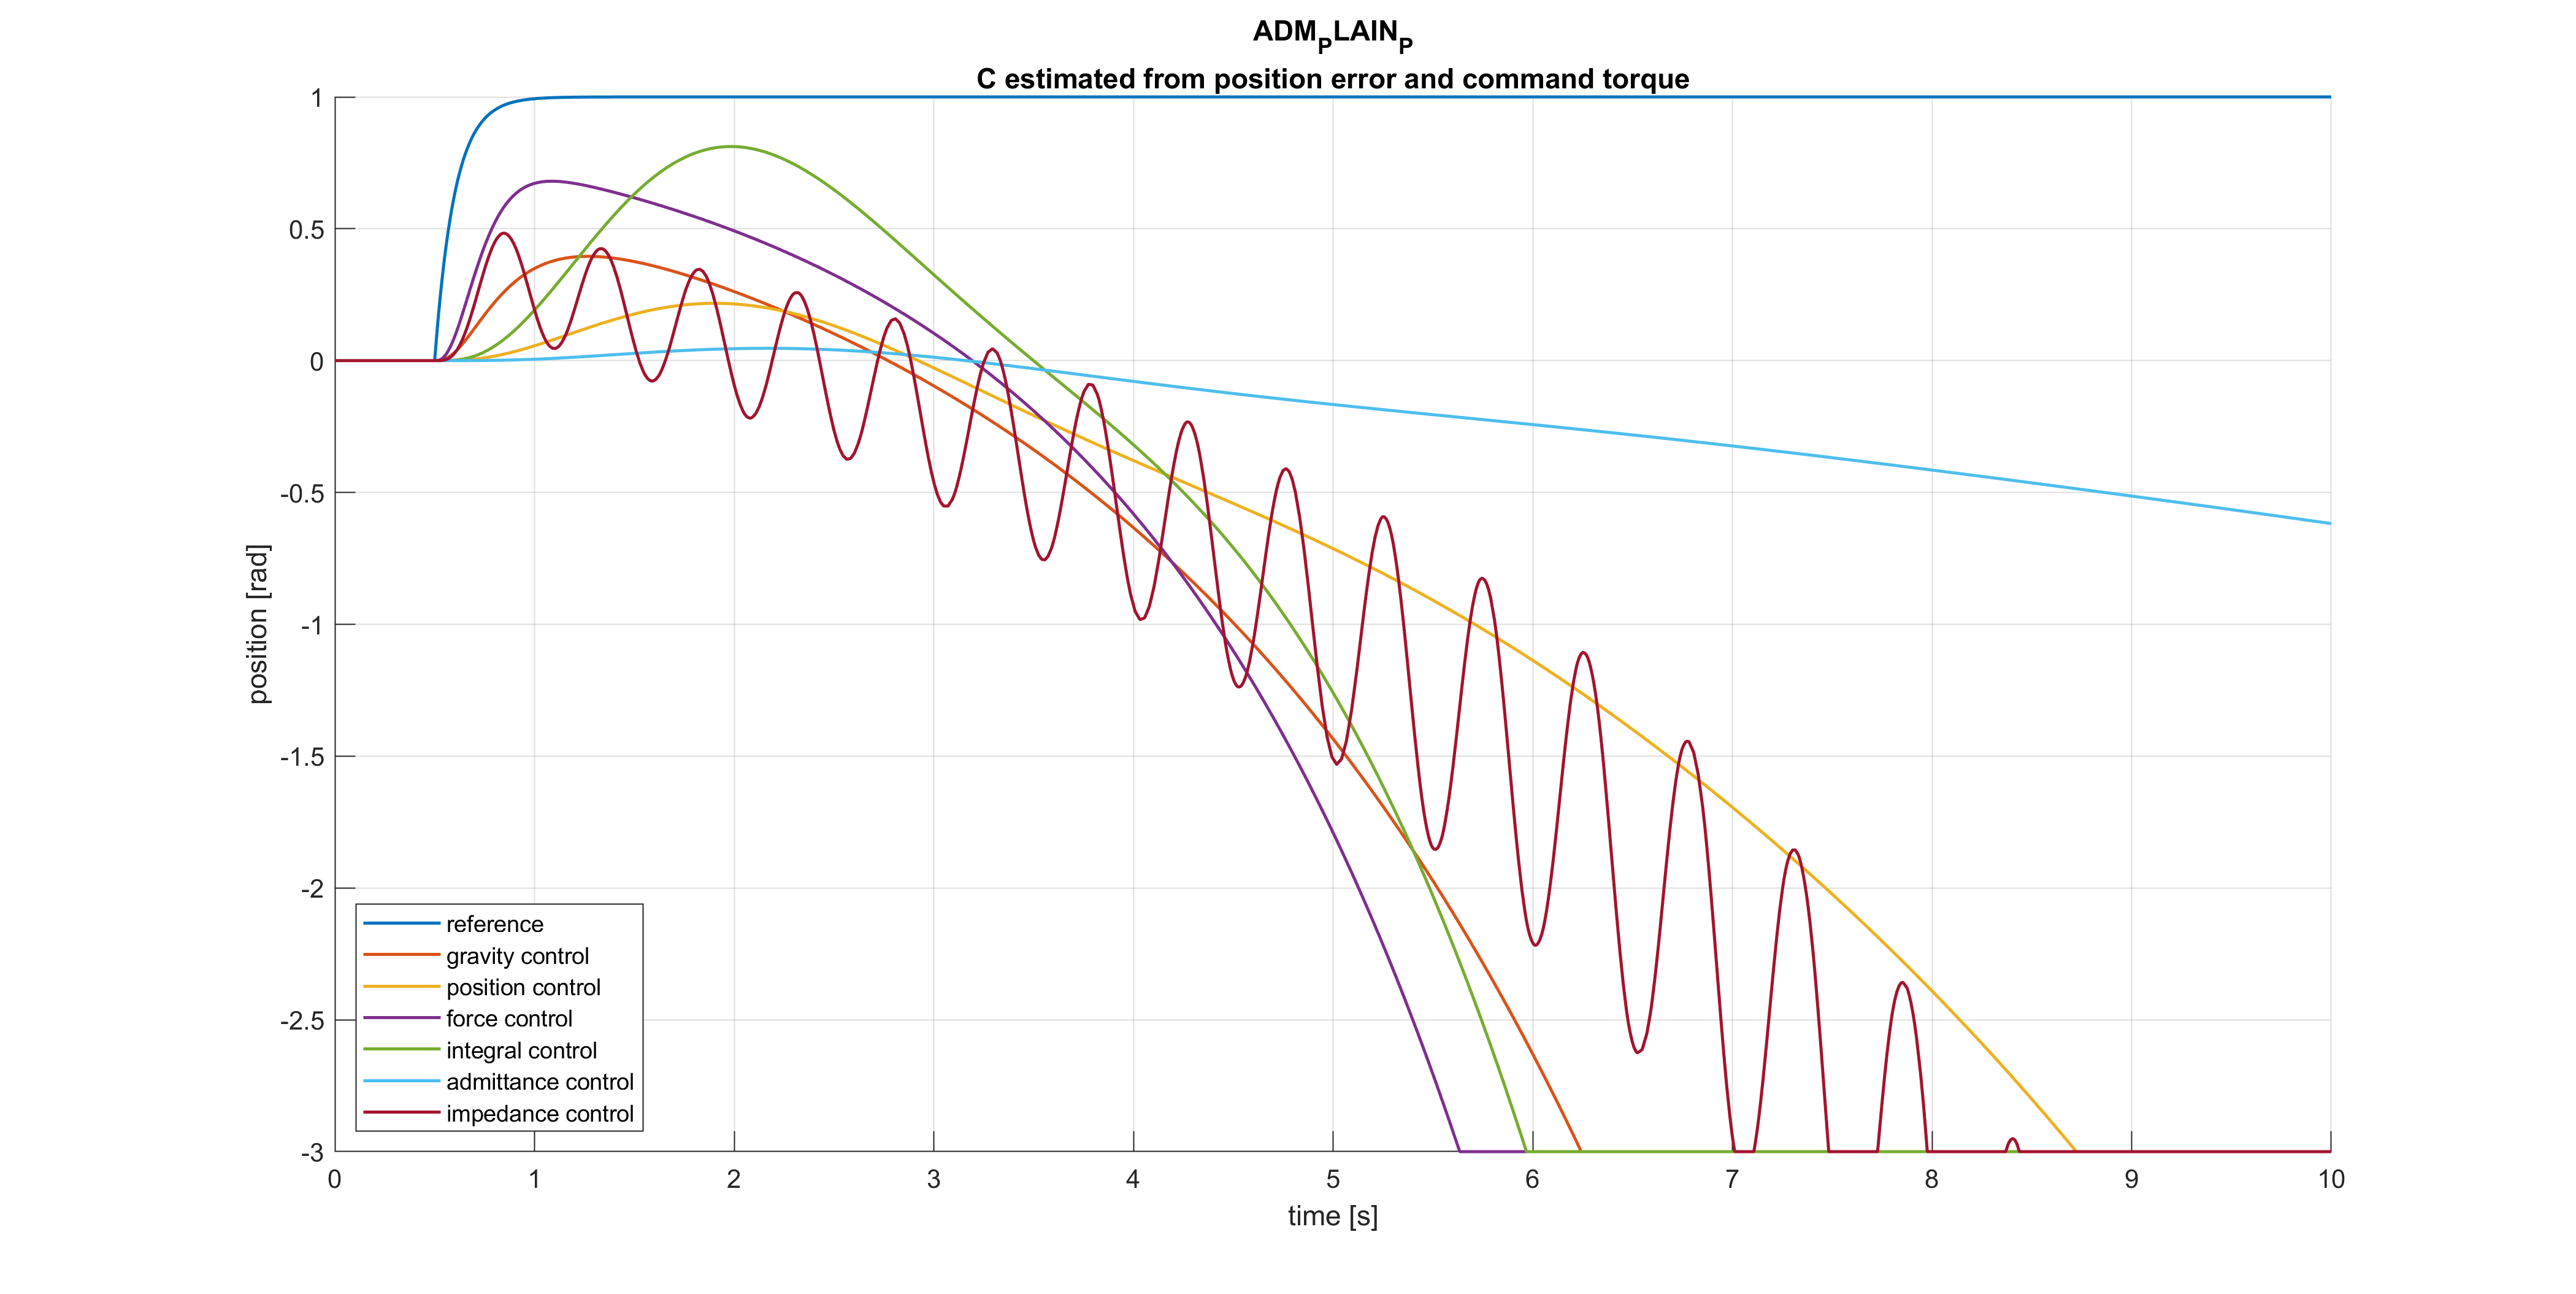 ADM_PLAIN_P
C estimated from position error and command torque
1
0.5
0
-0.5
-1
-1.5
-2
-2.5
-3
position [rad]
reference
gravity control
position control
force control
integral control
admittance control
impedance control
0 1 2 3 4 5 6 7 8 9 10
time [s]